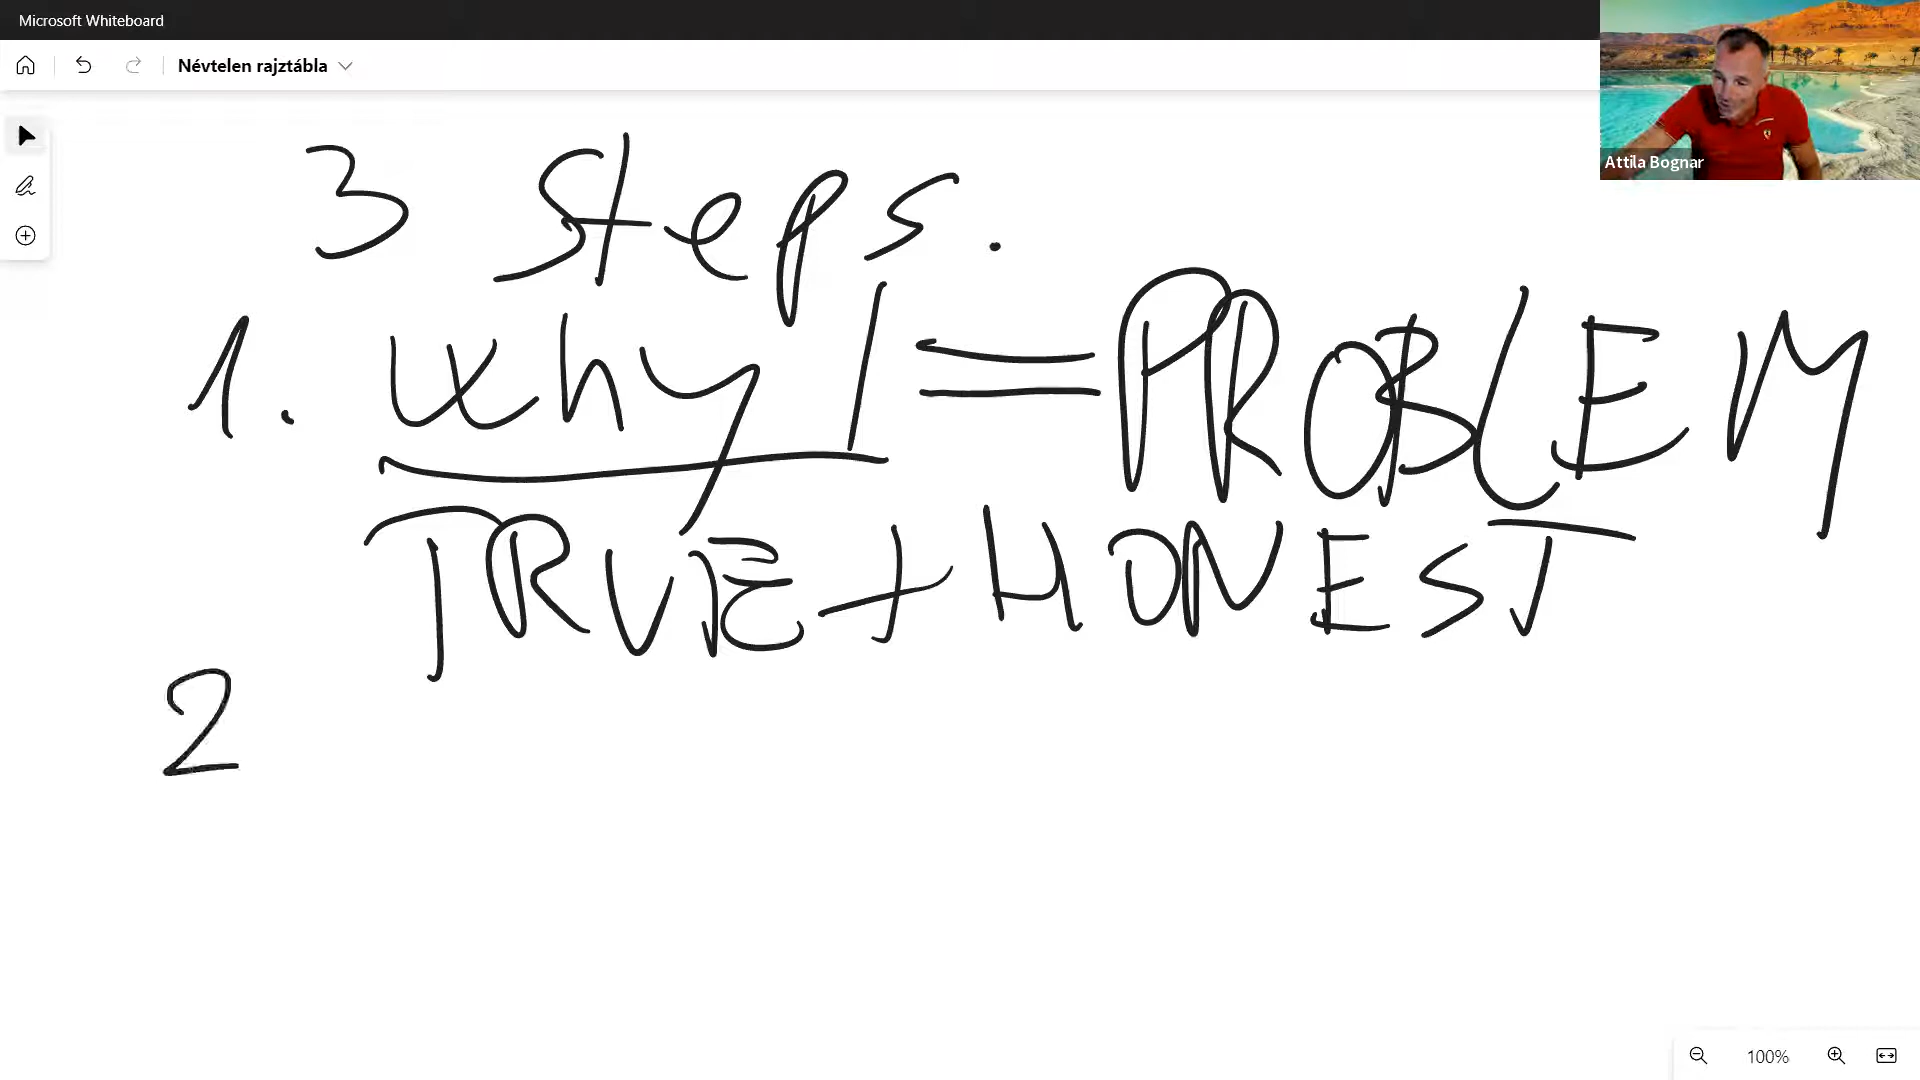 Microsoft Whiteboard
Névtelen rajztábla
Attila Bognar
3 steps.
1. Why I = PROBLEM
TRUE + HONEST
2
100%